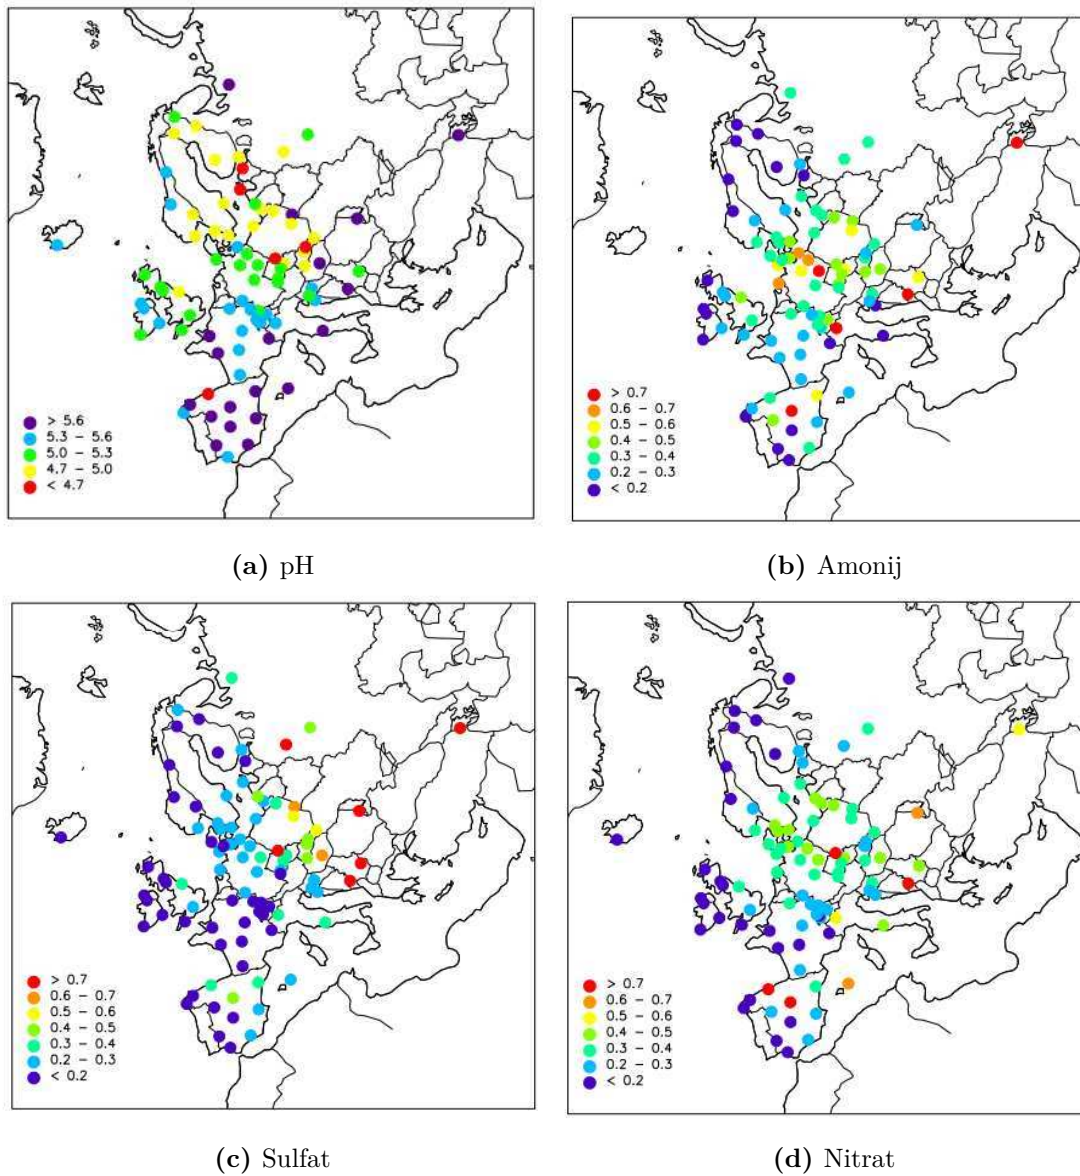 > 5.6
5.3 – 5.6
5.0 – 5.3
4.7 – 5.0
< 4.7
(a) pH
> 0.7
0.6 – 0.7
0.5 – 0.6
0.4 – 0.5
0.3 – 0.4
0.2 – 0.3
< 0.2
(b) Amonij
> 0.7
0.6 – 0.7
0.5 – 0.6
0.4 – 0.5
0.3 – 0.4
0.2 – 0.3
< 0.2
(c) Sulfat
> 0.7
0.6 – 0.7
0.5 – 0.6
0.4 – 0.5
0.3 – 0.4
0.2 – 0.3
< 0.2
(d) Nitrat